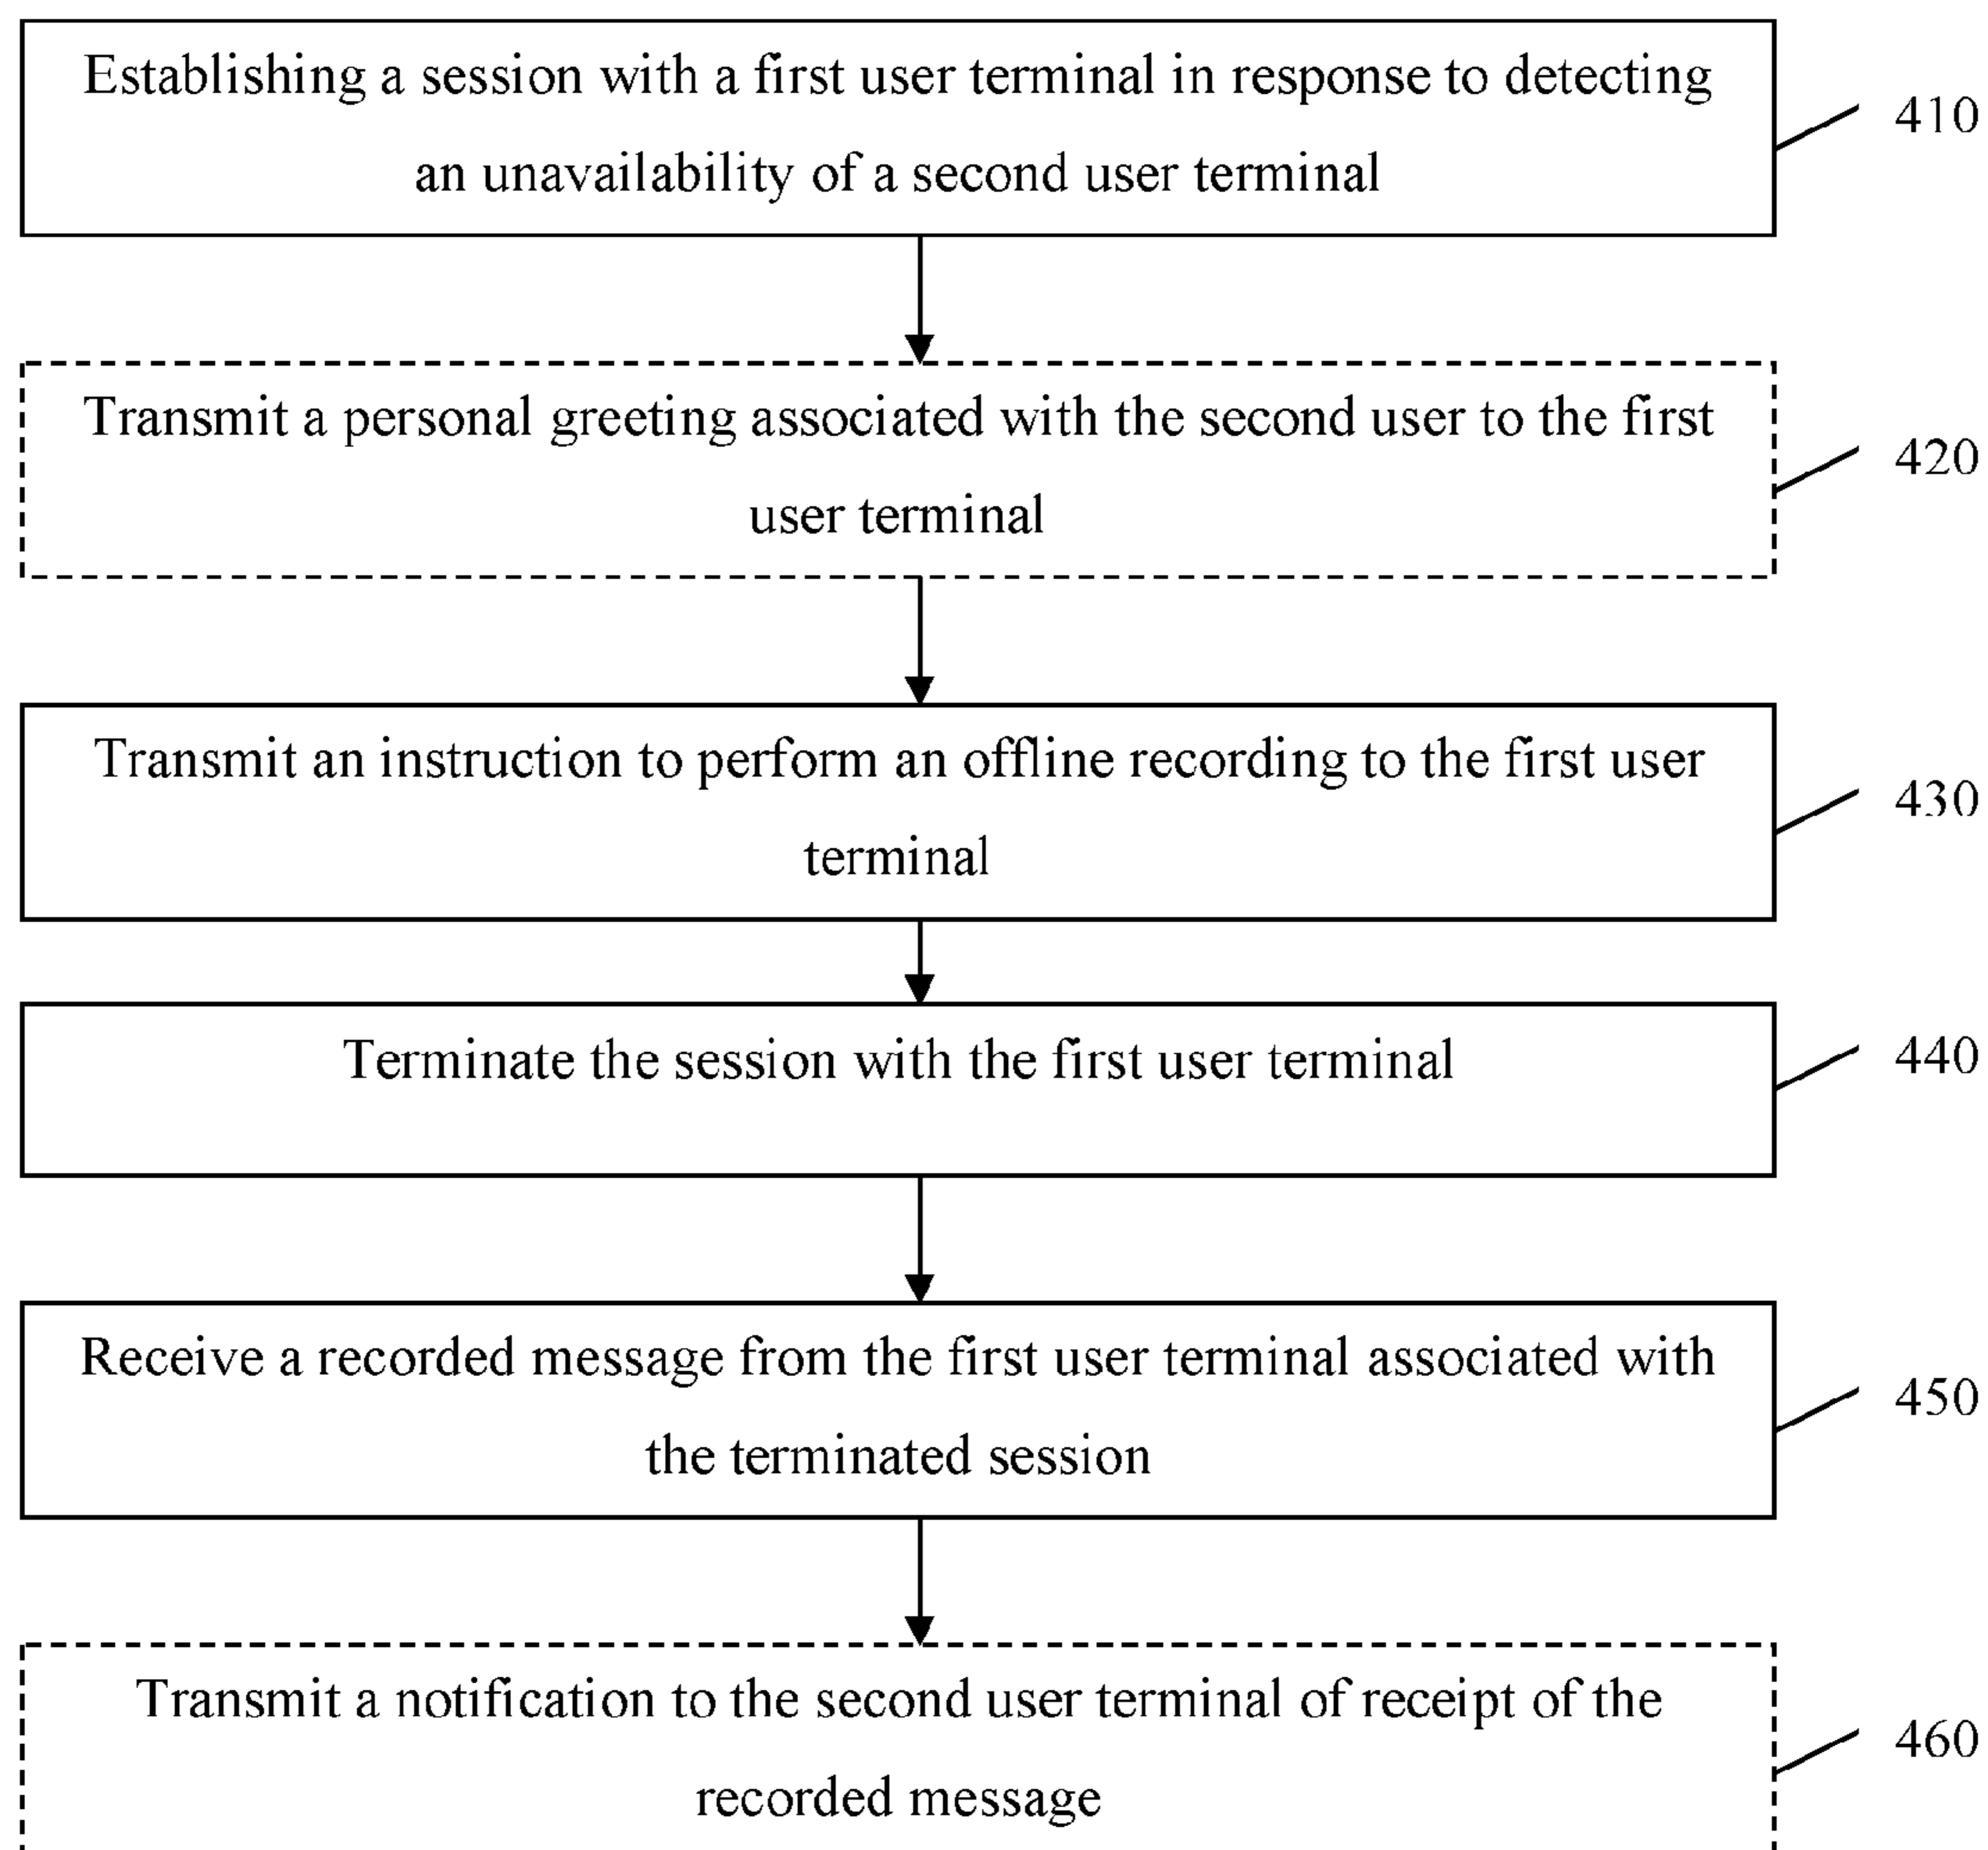 Establishing a session with a first user terminal in response to detecting
an unavailability of a second user terminal
410
Transmit a personal greeting associated with the second user to the first
user terminal
420
Transmit an instruction to perform an offline recording to the first user
terminal
430
Terminate the session with the first user terminal
440
Receive a recorded message from the first user terminal associated with
the terminated session
450
Transmit a notification to the second user terminal of receipt of the
recorded message
460